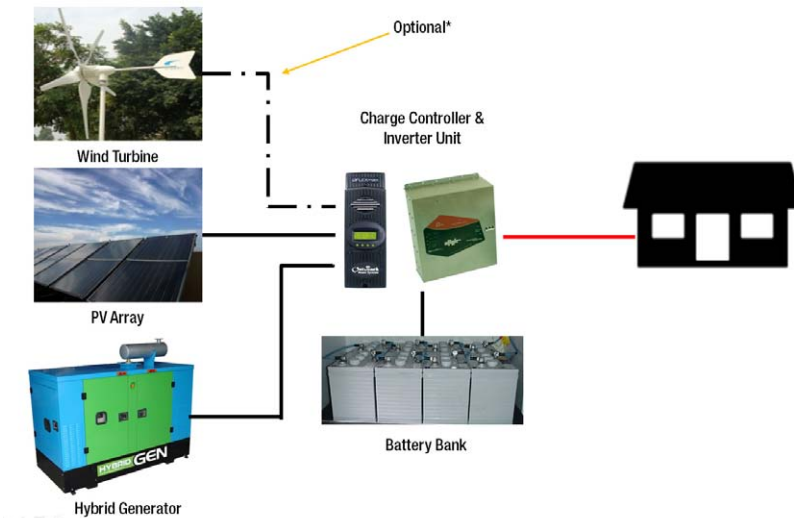 Optional*
Charge Controller &
Inverter Unit
Wind Turbine
PV Array
HYBRID GEN
Battery Bank
Hybrid Generator